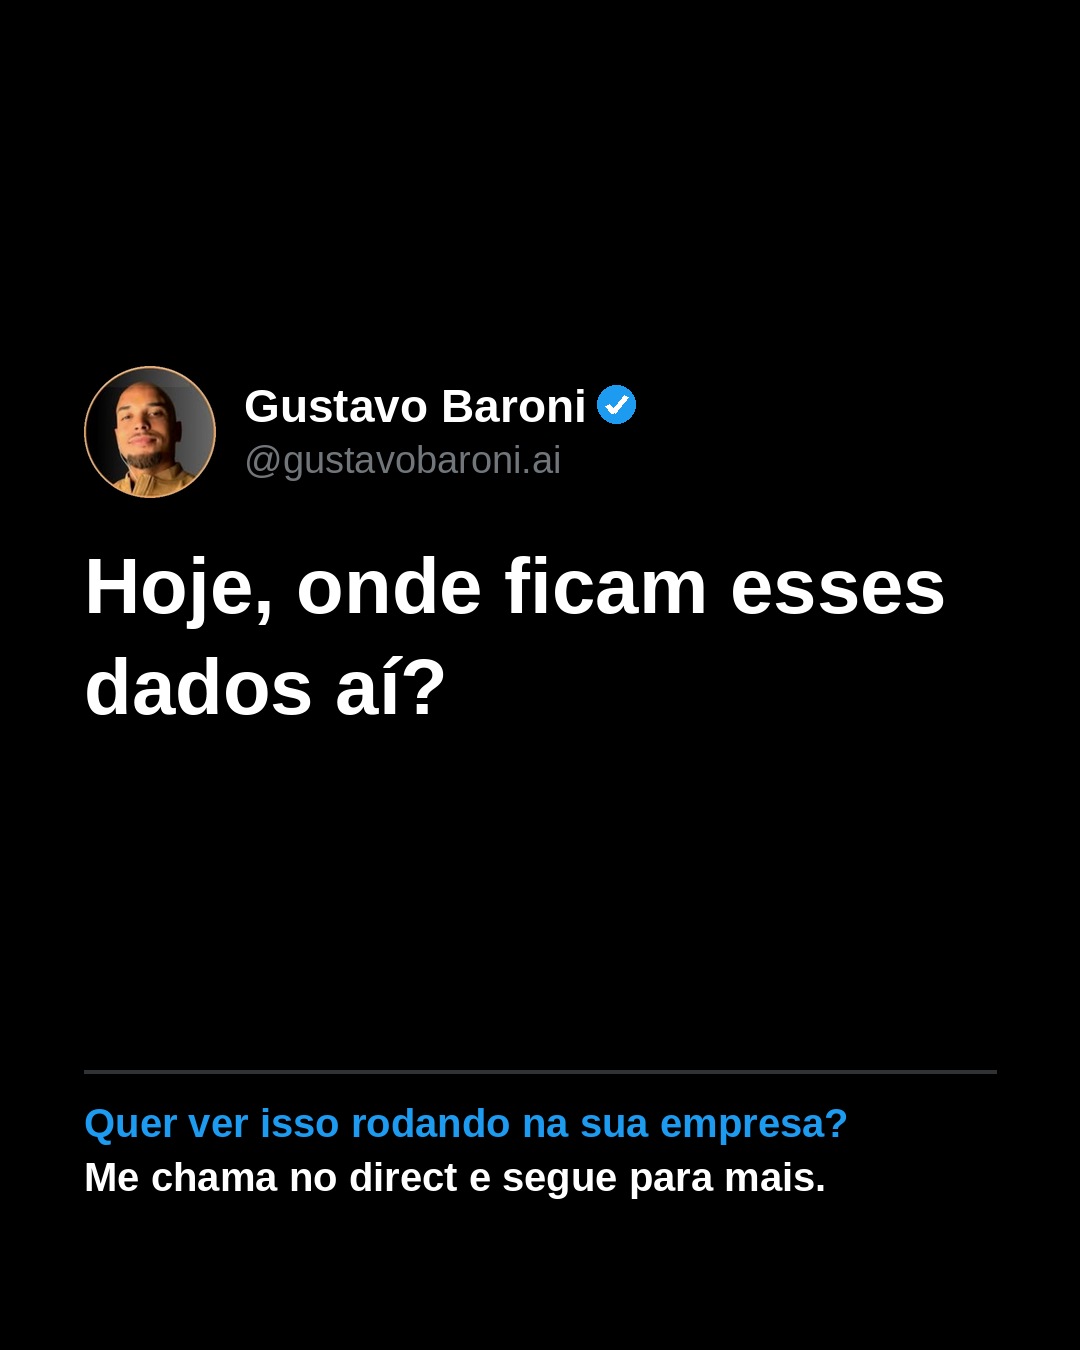 Gustavo Baroni
@gustavobaroni.ai
Hoje, onde ficam esses
dados aí?
Quer ver isso rodando na sua empresa?
Me chama no direct e segue para mais.